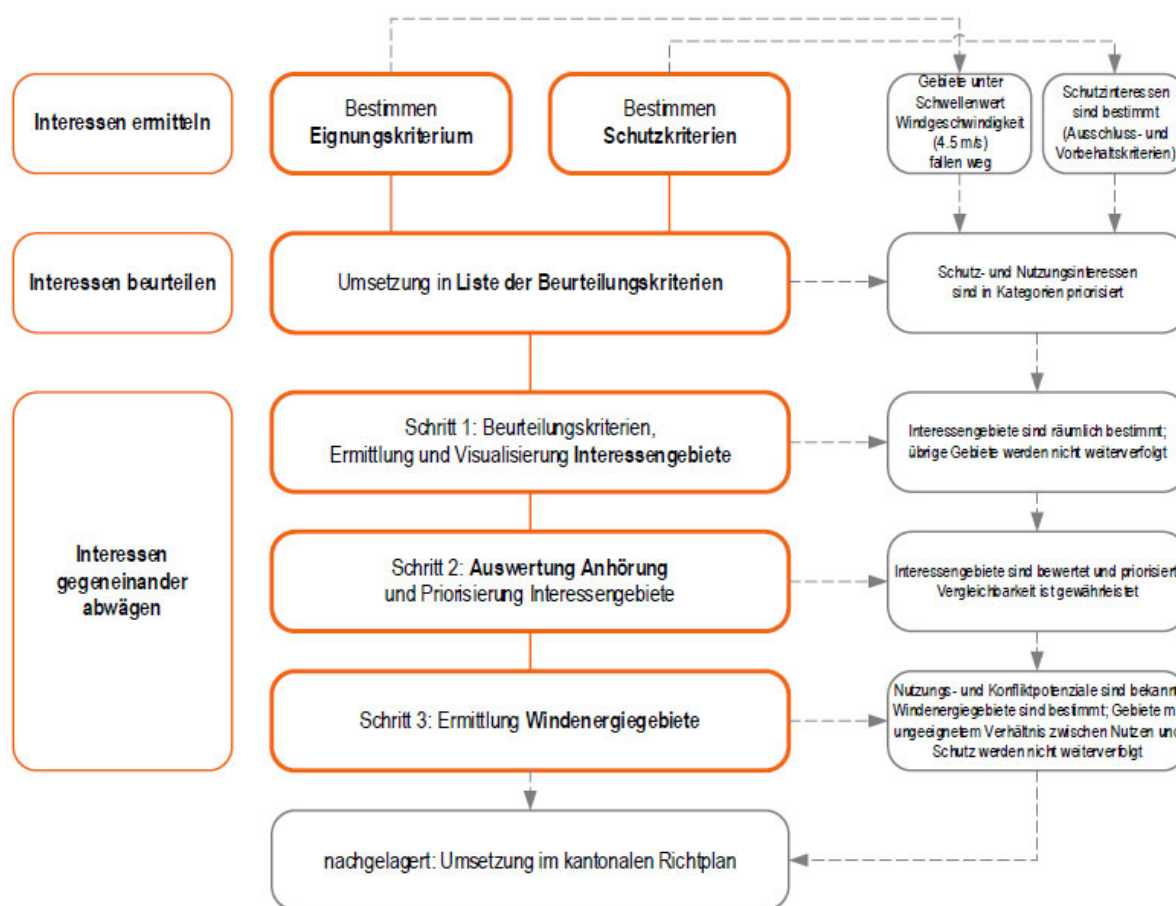 Interessen ermitteln
Bestimmen
Eignungskriterium
Bestimmen
Schutzkriterien
Gebiete unter
Schwellenwert
Windgeschwindigkeit
(4.5 m/s)
fallen weg
Schutzinteressen
sind bestimmt
(Ausschluss- und
Vorbehaltskriterien)
Interessen beurteilen
Umsetzung in Liste der Beurteilungskriterien
Schutz- und Nutzungsinteressen
sind in Kategorien priorisiert
Interessen
gegeneinander
abwägen
Schritt 1: Beurteilungskriterien,
Ermittlung und Visualisierung Interessengebiete
Interessengebiete sind räumlich bestimmt;
übrige Gebiete werden nicht weiterverfolgt
Schritt 2: Auswertung Anhörung
und Priorisierung Interessengebiete
Interessengebiete sind bewertet und priorisiert
Vergleichbarkeit ist gewährleistet
Schritt 3: Ermittlung Windenergiegebiete
Nutzungs- und Konfliktpotenziale sind bekannt
Windenergiegebiete sind bestimmt; Gebiete
ungeeignetem Verhältnis zwischen Nutzen und
Schutz werden nicht weiterverfolgt
nachgelagert: Umsetzung im kantonalen Richtplan